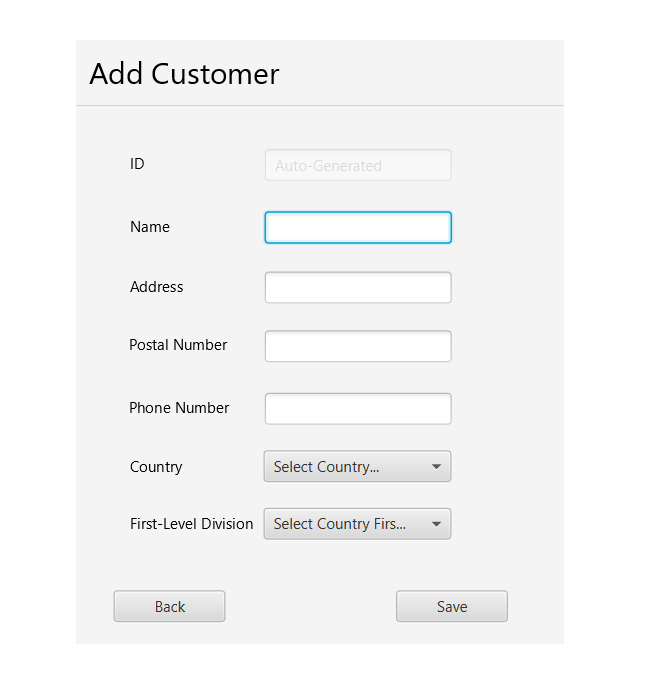 Add Customer
ID Auto-Generated
Name
Address
Postal Number
Phone Number
Country Select Country...
First-Level Division Select Country Firs...
Back Save